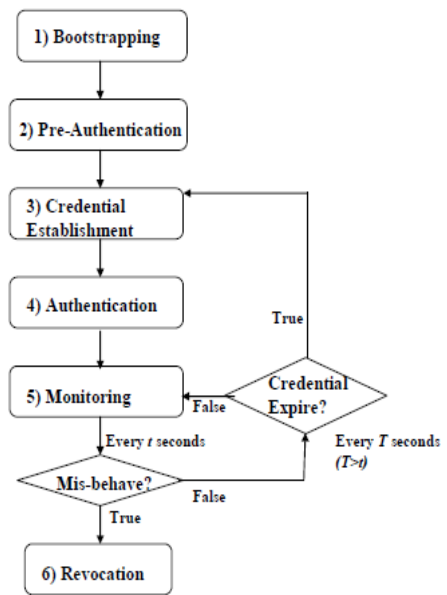 1) Bootstrapping
2) Pre-Authentication
3) Credential
Establishment
4) Authentication
True
5) Monitoring
False
Credential
Expire?
Every t seconds
Every T seconds
(T>t)
Mis-behave?
False
True
6) Revocation